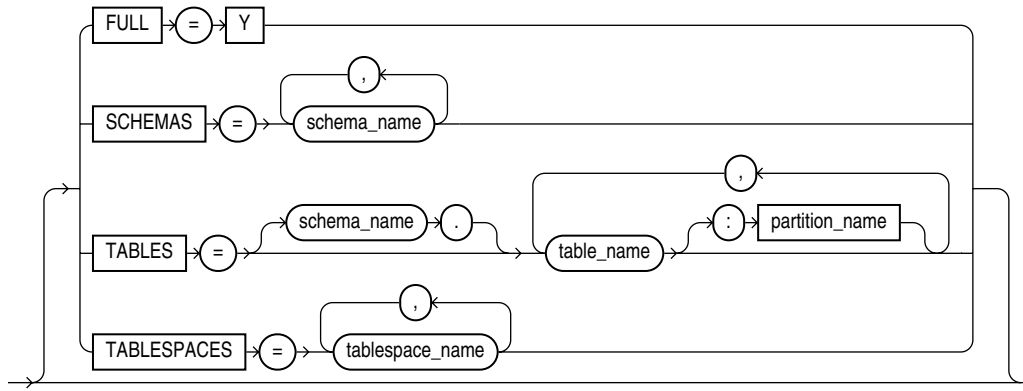 FULL = Y
,
SCHEMAS = schema_name
,
schema_name . : partition_name
TABLES = table_name
,
TABLESPACES = tablespace_name